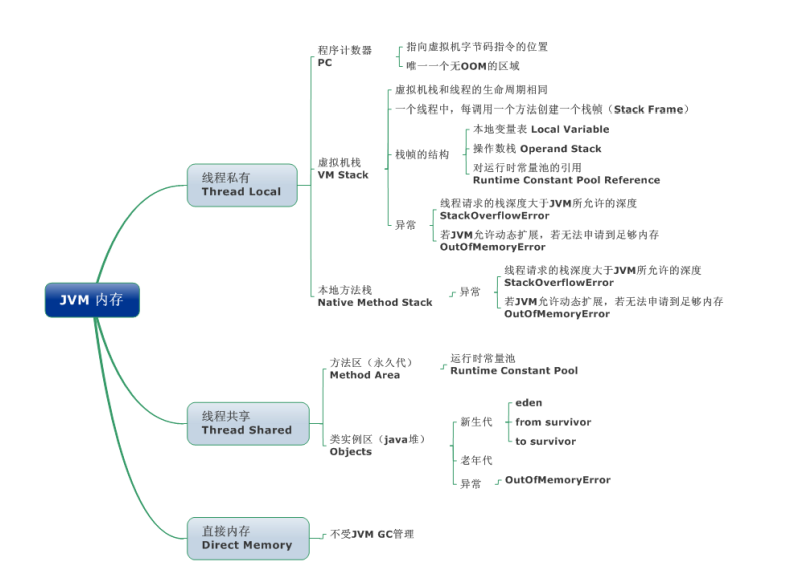 JVM 内存
线程私有
Thread Local
程序计数器
PC
指向虚拟机字节码指令的位置
唯一一个无OOM的区域
虚拟机栈
VM Stack
虚拟机栈和线程的生命周期相同
一个线程中，每调用一个方法创建一个栈帧（Stack Frame）
栈帧的结构
本地变量表 Local Variable
操作数栈 Operand Stack
对运行时常量池的引用
Runtime Constant Pool Reference
异常
线程请求的栈深度大于JVM所允许的深度
StackOverflowError
若JVM允许动态扩展，若无法申请到足够内存
OutOfMemoryError
本地方法栈
Native Method Stack
异常
线程请求的栈深度大于JVM所允许的深度
StackOverflowError
若JVM允许动态扩展，若无法申请到足够内存
OutOfMemoryError
线程共享
Thread Shared
方法区（永久代）
Method Area
运行时常量池
Runtime Constant Pool
类实例区（java堆）
Objects
新生代
eden
from survivor
to survivor
老年代
异常
OutOfMemoryError
直接内存
Direct Memory
不受JVM GC管理